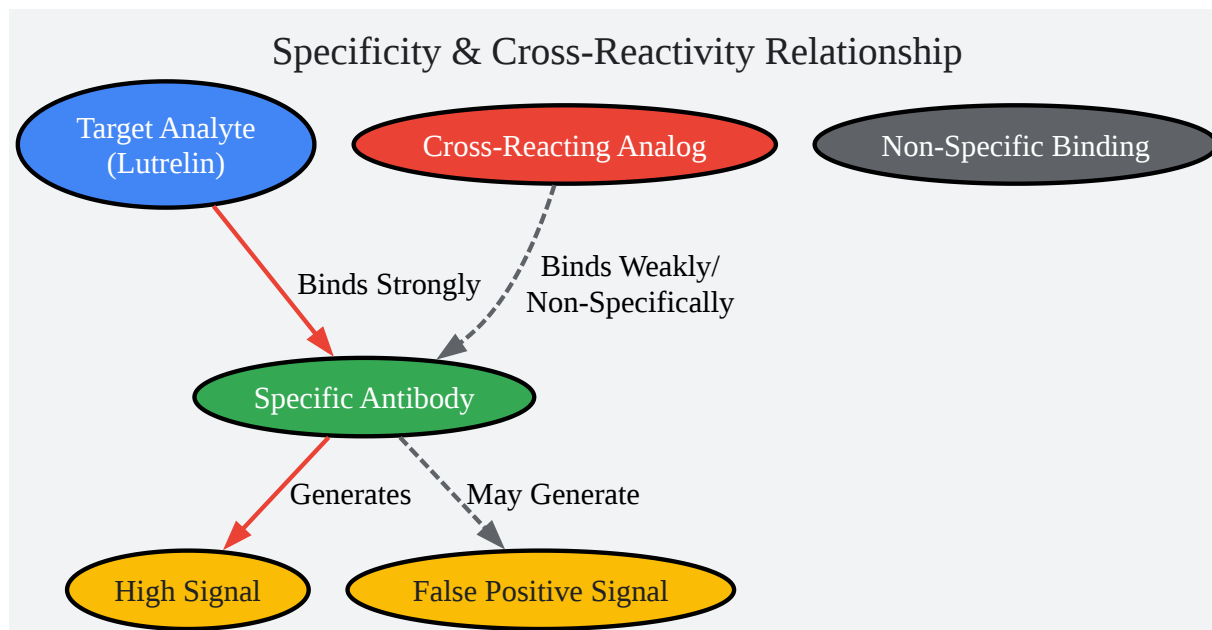 Specificity & Cross-Reactivity Relationship
Target Analyte
(Lutrelin)
Cross-Reacting Analog
Non-Specific Binding
Binds Strongly
Binds Weakly/
Non-Specifically
Specific Antibody
Generates
May Generate
High Signal
False Positive Signal